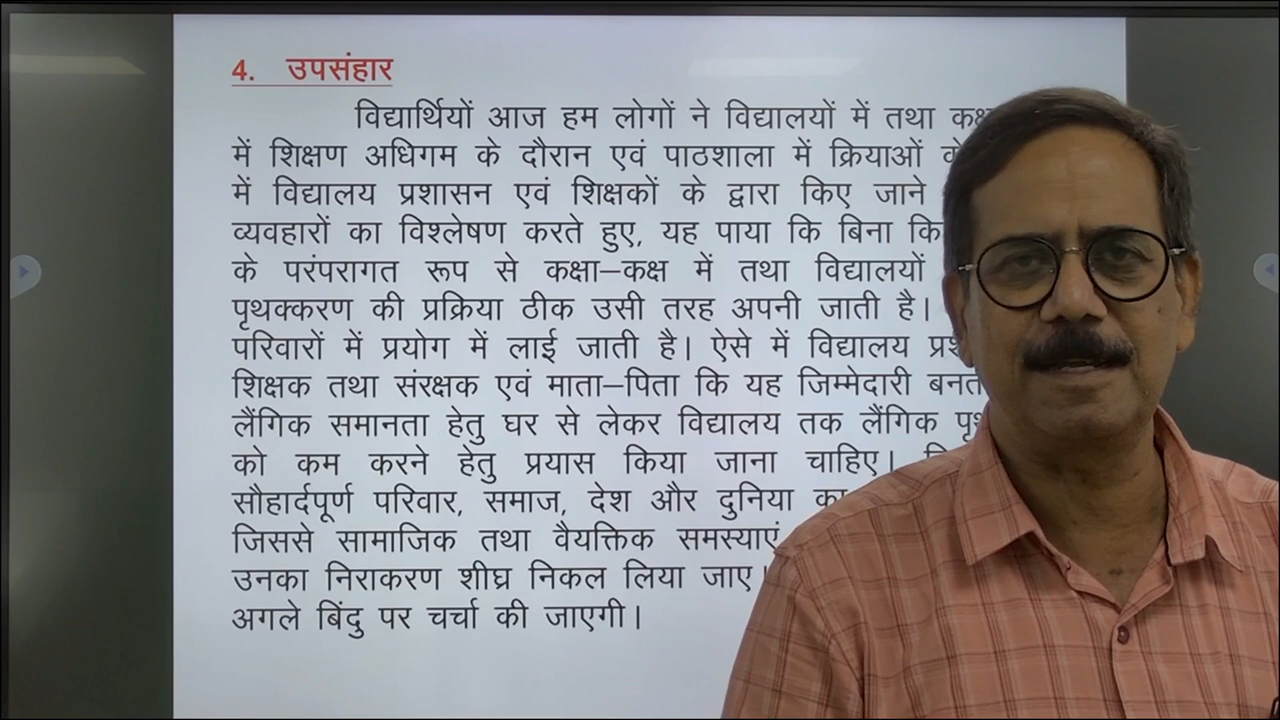 4. उपसंहार
विद्यार्थियों आज हम लोगों ने विद्यालयों में तथा
में शिक्षण अधिगम के दौरान एवं पाठशाला में क्रियाओं
में विद्यालय प्रशासन एवं शिक्षकों के द्वारा किए जाने
व्यवहारों का विश्लेषण करते हुए, यह पाया कि बिना
के परंपरागत रूप से कक्षा–कक्ष में तथा विद्यालयों
पृथक्करण की प्रक्रिया ठीक उसी तरह अपनी जाती है।
परिवारों में प्रयोग में लाई जाती है। ऐसे में विद्यालय
शिक्षक तथा संरक्षक एवं माता–पिता कि यह जिम्मेदारी
लैंगिक समानता हेतु घर से लेकर विद्यालय तक लैंगिक
को कम करने हेतु प्रयास किया जाना चाहिए।
सौहार्दपूर्ण परिवार, समाज, देश और दुनिया
जिससे सामाजिक तथा वैयक्तिक समस्याएं
उनका निराकरण शीघ्र निकल लिया जाए।
अगले बिंदु पर चर्चा की जाएगी।